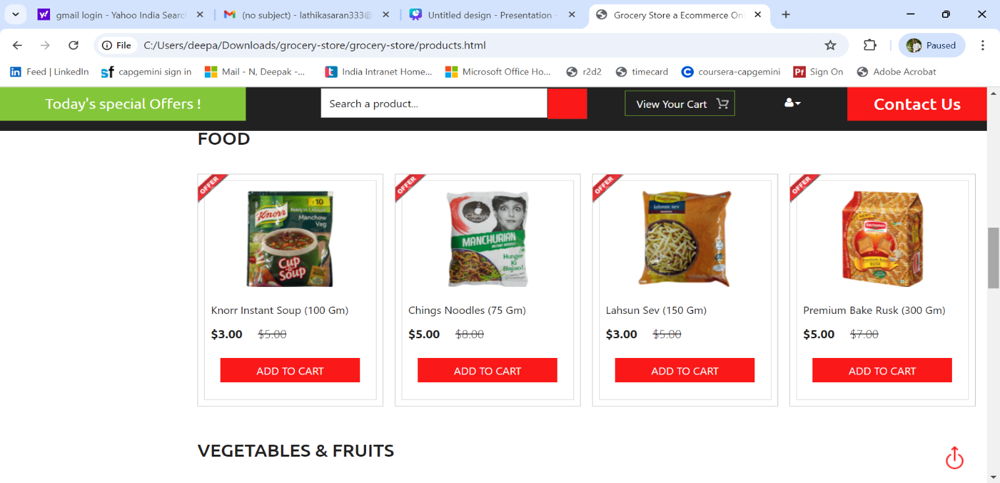 gmail login - Yahoo India Searc
(no subject) - lathikasaran333@
Untitled design - Presentation -
Grocery Store a Ecommerce On
File
C:/Users/deepa/Downloads/grocery-store/grocery-store/products.html
Paused
Feed | LinkedIn
capgemini sign in
Mail - N, Deepak -...
India Intranet Home...
Microsoft Office Ho...
r2d2
timecard
coursera-capgemini
Sign On
Adobe Acrobat
Today's special Offers !
Search a product...
View Your Cart
Contact Us
FOOD
OFFER
OFFER
OFFER
OFFER
10
Knorr
Ready in 1 Minute
Manchow
Veg
Cup
a
Soup
Ching's
MANCHURIAN
INSTANT NOODLES
Hunger
Ki
Bajao!
lahsun sev
NEW!
BRITANNIA
Premium Bake
RUSK
Knorr Instant Soup (100 Gm)
Chings Noodles (75 Gm)
Lahsun Sev (150 Gm)
Premium Bake Rusk (300 Gm)
$3.00 $5.00
$5.00 $8.00
$3.00 $5.00
$5.00 $7.00
ADD TO CART
ADD TO CART
ADD TO CART
ADD TO CART
VEGETABLES & FRUITS